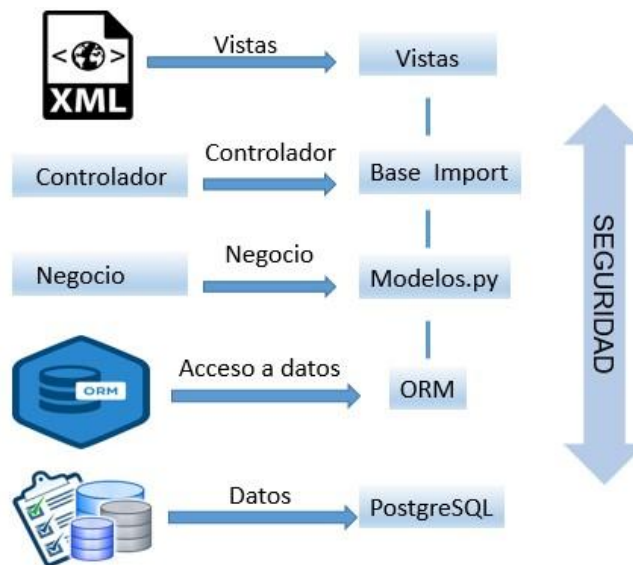 Vistas
Vistas
<> XML
Controlador
Controlador
Base Import
Negocio
Negocio
Modelos.py
ORM
Acceso a datos
ORM
Datos
PostgreSQL
SEGURIDAD